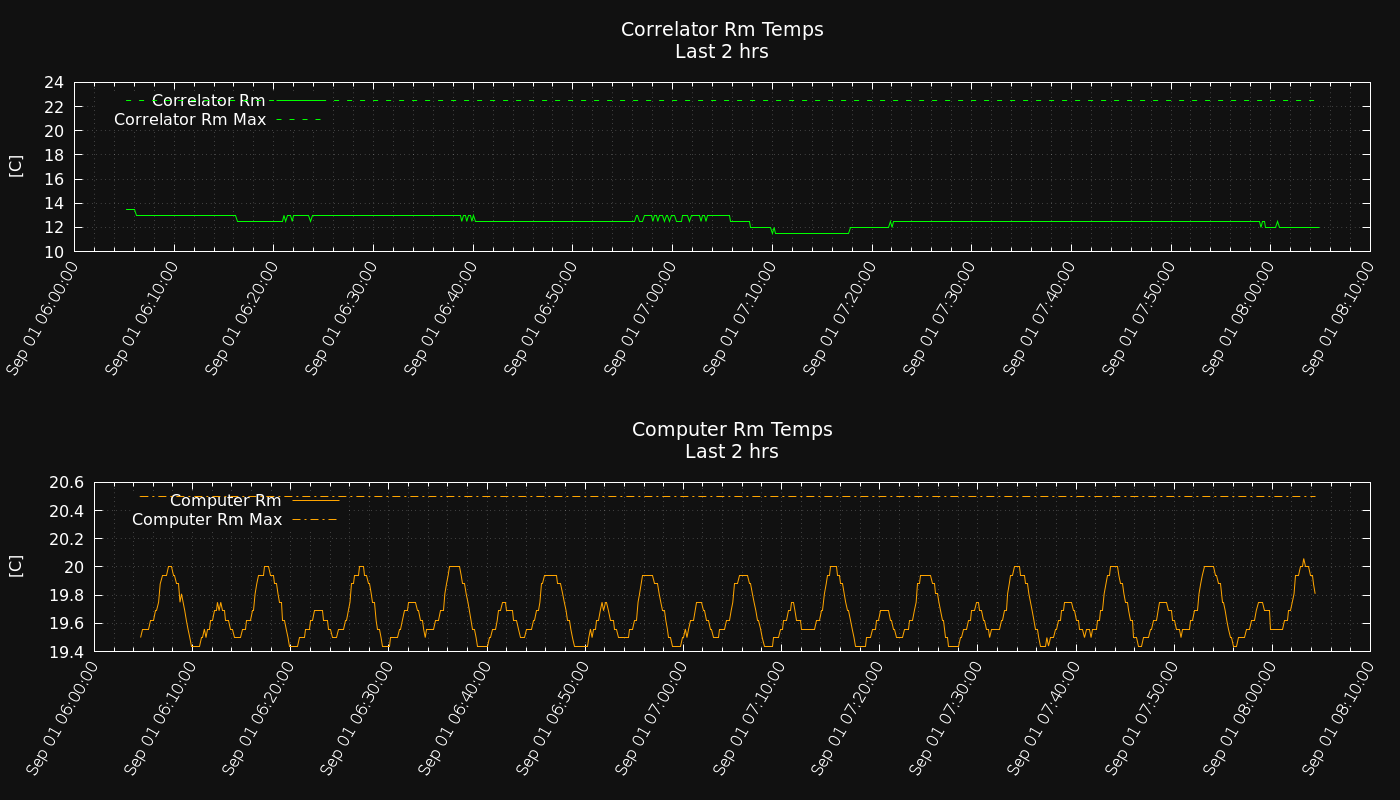 Correlator Rm Temps
Last 2 hrs
24
22
20
18
16
14
12
10
[C]
Correlator Rm
Correlator Rm Max
Sep 01 06:00:00
Sep 01 06:10:00
Sep 01 06:20:00
Sep 01 06:30:00
Sep 01 06:40:00
Sep 01 06:50:00
Sep 01 07:00:00
Sep 01 07:10:00
Sep 01 07:20:00
Sep 01 07:30:00
Sep 01 07:40:00
Sep 01 07:50:00
Sep 01 08:00:00
Sep 01 08:10:00
Computer Rm Temps
Last 2 hrs
20.6
20.4
20.2
20
19.8
19.6
19.4
[C]
Computer Rm
Computer Rm Max
Sep 01 06:00:00
Sep 01 06:10:00
Sep 01 06:20:00
Sep 01 06:30:00
Sep 01 06:40:00
Sep 01 06:50:00
Sep 01 07:00:00
Sep 01 07:10:00
Sep 01 07:20:00
Sep 01 07:30:00
Sep 01 07:40:00
Sep 01 07:50:00
Sep 01 08:00:00
Sep 01 08:10:00